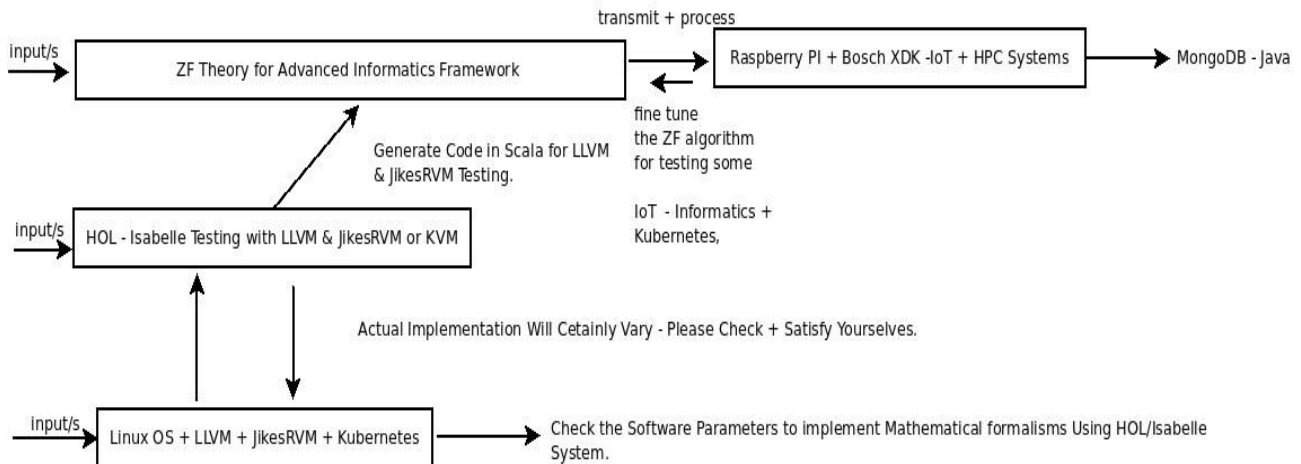 transmit + process
input/s
ZF Theory for Advanced Informatics Framework
Raspberry PI + Bosch XDK -IoT + HPC Systems
MongoDB - Java
fine tune
the ZF algorithm
for testing some
IoT - Informatics +
Kubernetes,
Generate Code in Scala for LLVM
& JikesRVM Testing.
input/s
HOL - Isabelle Testing with LLVM & JikesRVM or KVM
Actual Implementation Will Cetainly Vary - Please Check + Satisfy Yourselves.
input/s
Linux OS + LLVM + JikesRVM + Kubernetes
Check the Software Parameters to implement Mathematical formalisms Using HOL/Isabelle
System.